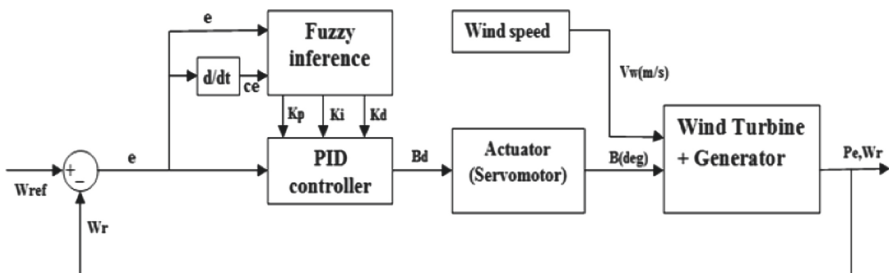 e
Fuzzy
inference
Wind speed
d/dt
ce
Vw(m/s)
Kp
Ki
Kd
Wind Turbine
+ Generator
+
−
e
PID
controller
Bd
Actuator
(Servomotor)
B(deg)
Pe,Wr
Wref
Wr